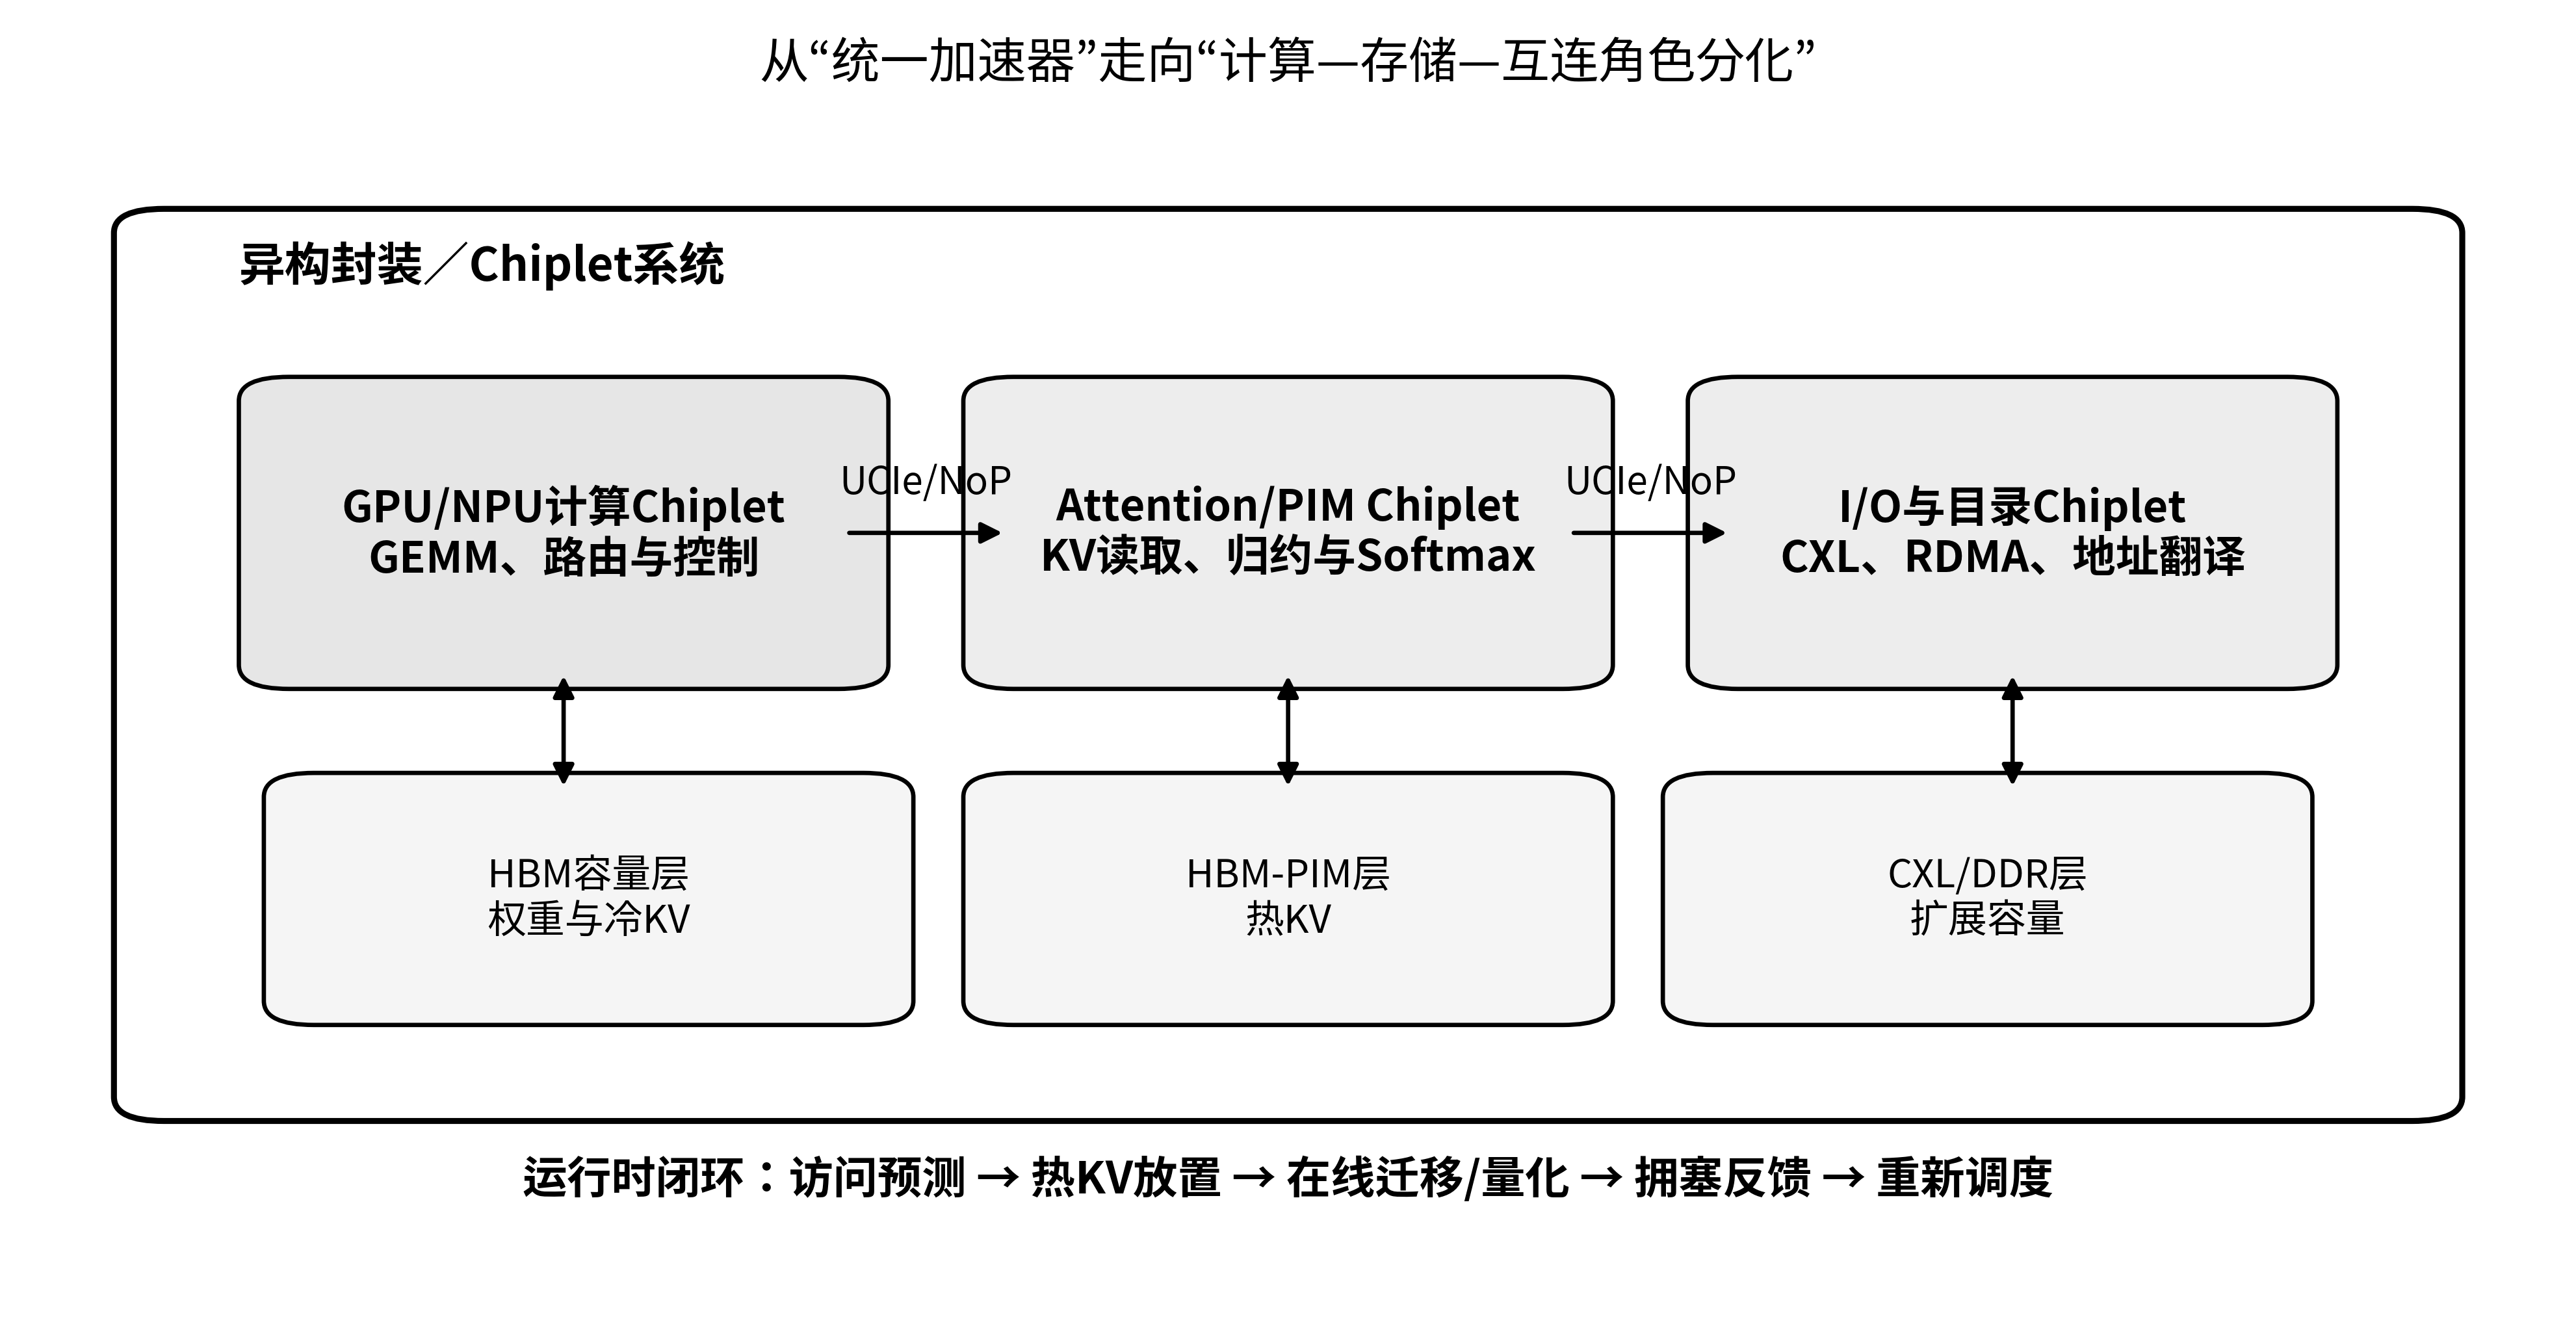 从“统一加速器”走向“计算—存储—互连角色分化”
异构封装／Chiplet系统
GPU/NPU计算Chiplet
GEMM、路由与控制
UCIe/NoP
Attention/PIM Chiplet
KV读取、归约与Softmax
UCIe/NoP
I/O与目录Chiplet
CXL、RDMA、地址翻译
HBM容量层
权重与冷KV
HBM-PIM层
热KV
CXL/DDR层
扩展容量
运行时闭环：访问预测 → 热KV放置 → 在线迁移/量化 → 拥塞反馈 → 重新调度